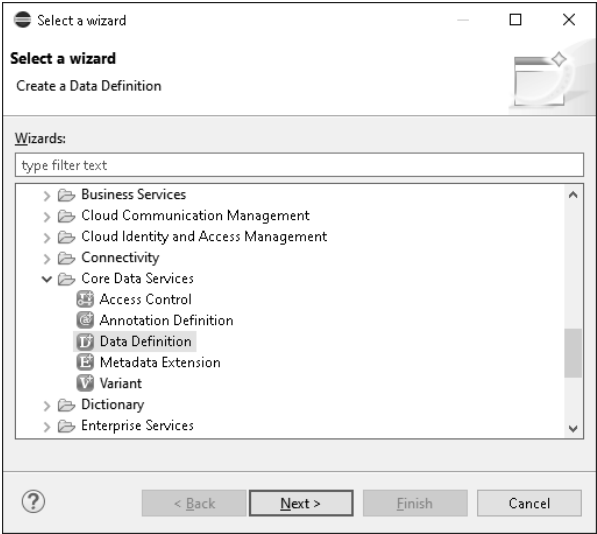 Select a wizard
Select a wizard
Create a Data Definition
Wizards:
type filter text
Business Services
Cloud Communication Management
Cloud Identity and Access Management
Connectivity
Core Data Services
Access Control
Annotation Definition
Data Definition
Metadata Extension
Variant
Dictionary
Enterprise Services
< Back Next > Finish Cancel